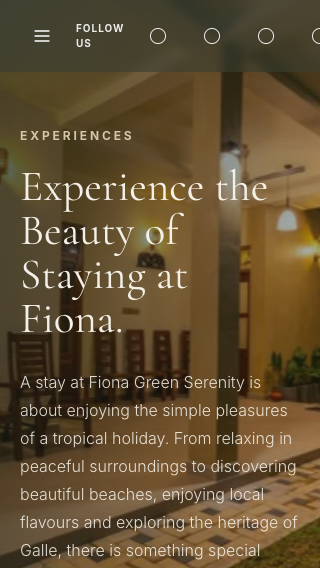 FOLLOW
US
EXPERIENCES
Experience the
Beauty of
Staying at
Fiona.
A stay at Fiona Green Serenity is
about enjoying the simple pleasures
of a tropical holiday. From relaxing in
peaceful surroundings to discovering
beautiful beaches, enjoying local
flavours and exploring the heritage of
Galle, there is something special